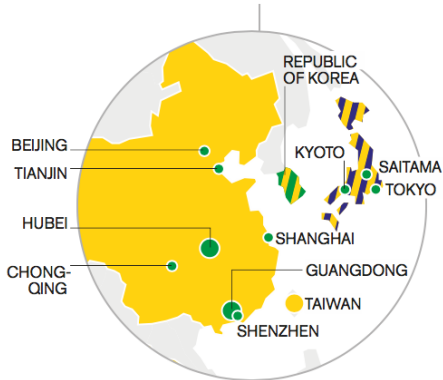 REPUBLIC
OF KOREA
BEIJING
KYOTO
SAITAMA
TIANJIN
TOKYO
HUBEI
SHANGHAI
CHONG-
QING
GUANGDONG
TAIWAN
SHENZHEN